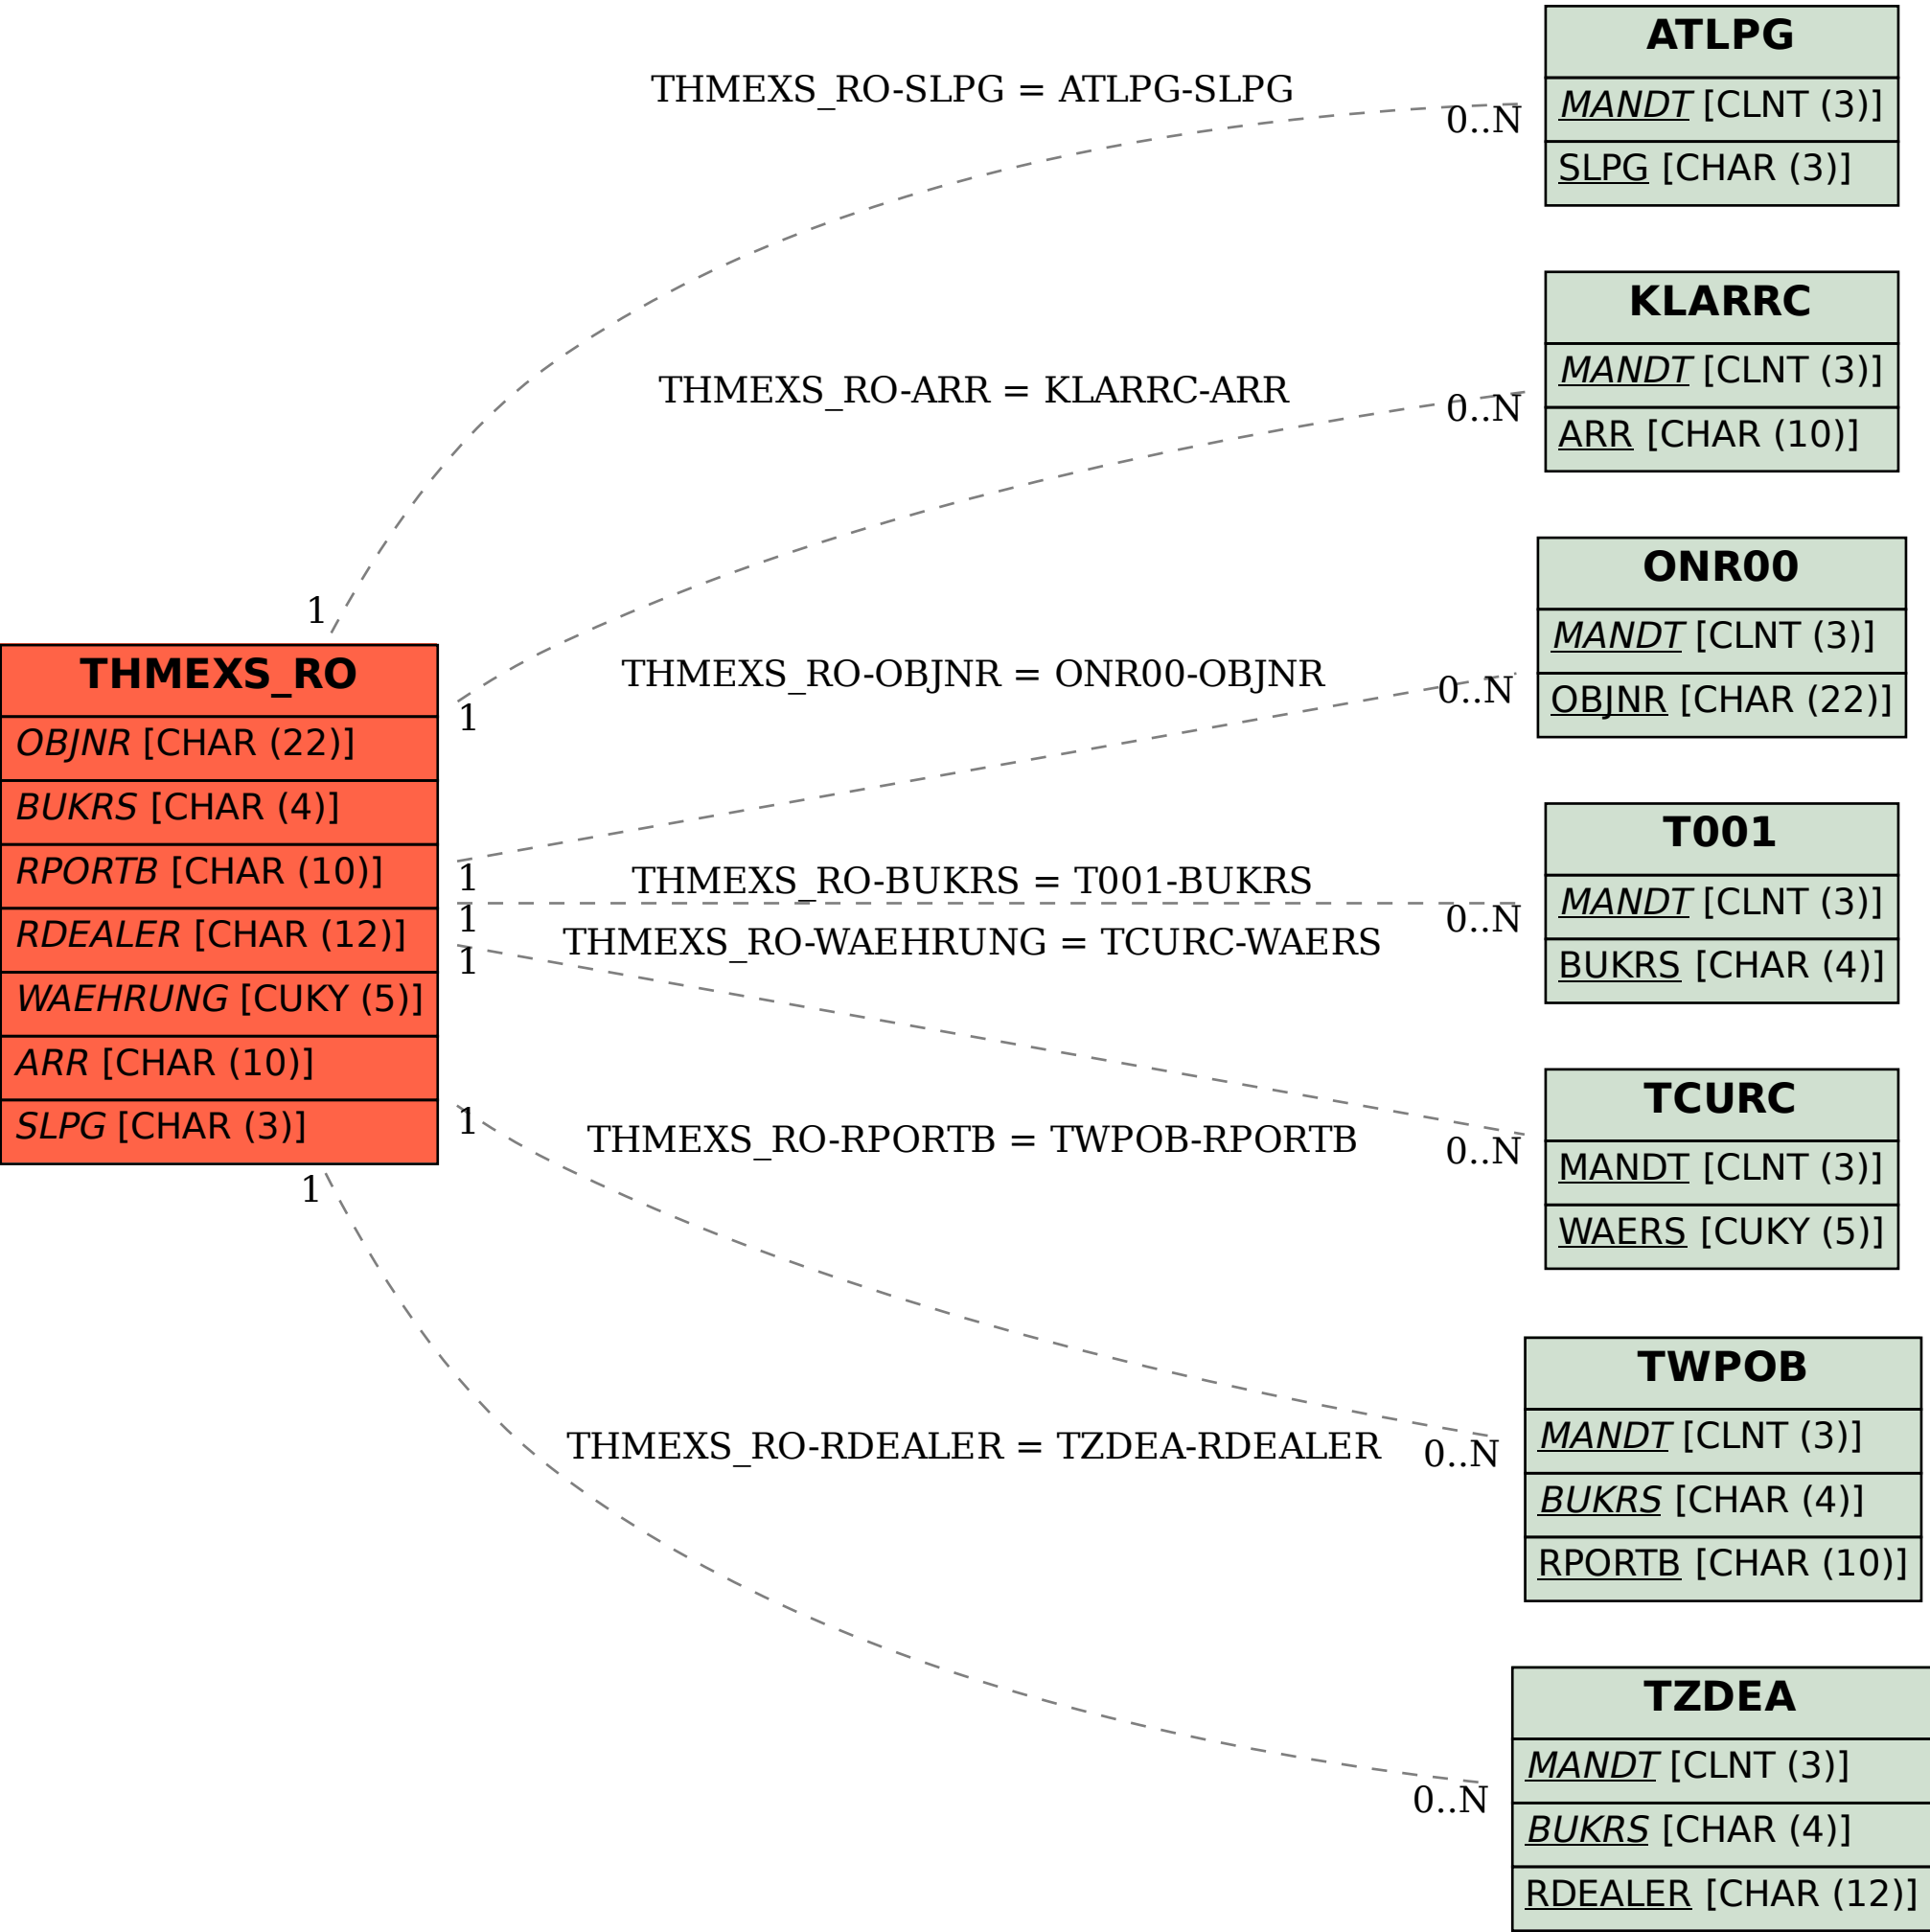 THMEXS_RO
OBJNR [CHAR (22)]
BUKRS [CHAR (4)]
RPORTB [CHAR (10)]
RDEALER [CHAR (12)]
WAEHRUNG [CUKY (5)]
ARR [CHAR (10)]
SLPG [CHAR (3)]
THMEXS_RO-SLPG = ATLPG-SLPG
0..N
1
THMEXS_RO-ARR = KLARRC-ARR
0..N
1
THMEXS_RO-OBJNR = ONR00-OBJNR
0..N
1
THMEXS_RO-BUKRS = T001-BUKRS
0..N
1
THMEXS_RO-WAEHRUNG = TCURC-WAERS
0..N
1
THMEXS_RO-RPORTB = TWPOB-RPORTB
0..N
1
THMEXS_RO-RDEALER = TZDEA-RDEALER
0..N
1
ATLPG
MANDT [CLNT (3)]
SLPG [CHAR (3)]
KLARRC
MANDT [CLNT (3)]
ARR [CHAR (10)]
ONR00
MANDT [CLNT (3)]
OBJNR [CHAR (22)]
T001
MANDT [CLNT (3)]
BUKRS [CHAR (4)]
TCURC
MANDT [CLNT (3)]
WAERS [CUKY (5)]
TWPOB
MANDT [CLNT (3)]
BUKRS [CHAR (4)]
RPORTB [CHAR (10)]
TZDEA
MANDT [CLNT (3)]
BUKRS [CHAR (4)]
RDEALER [CHAR (12)]